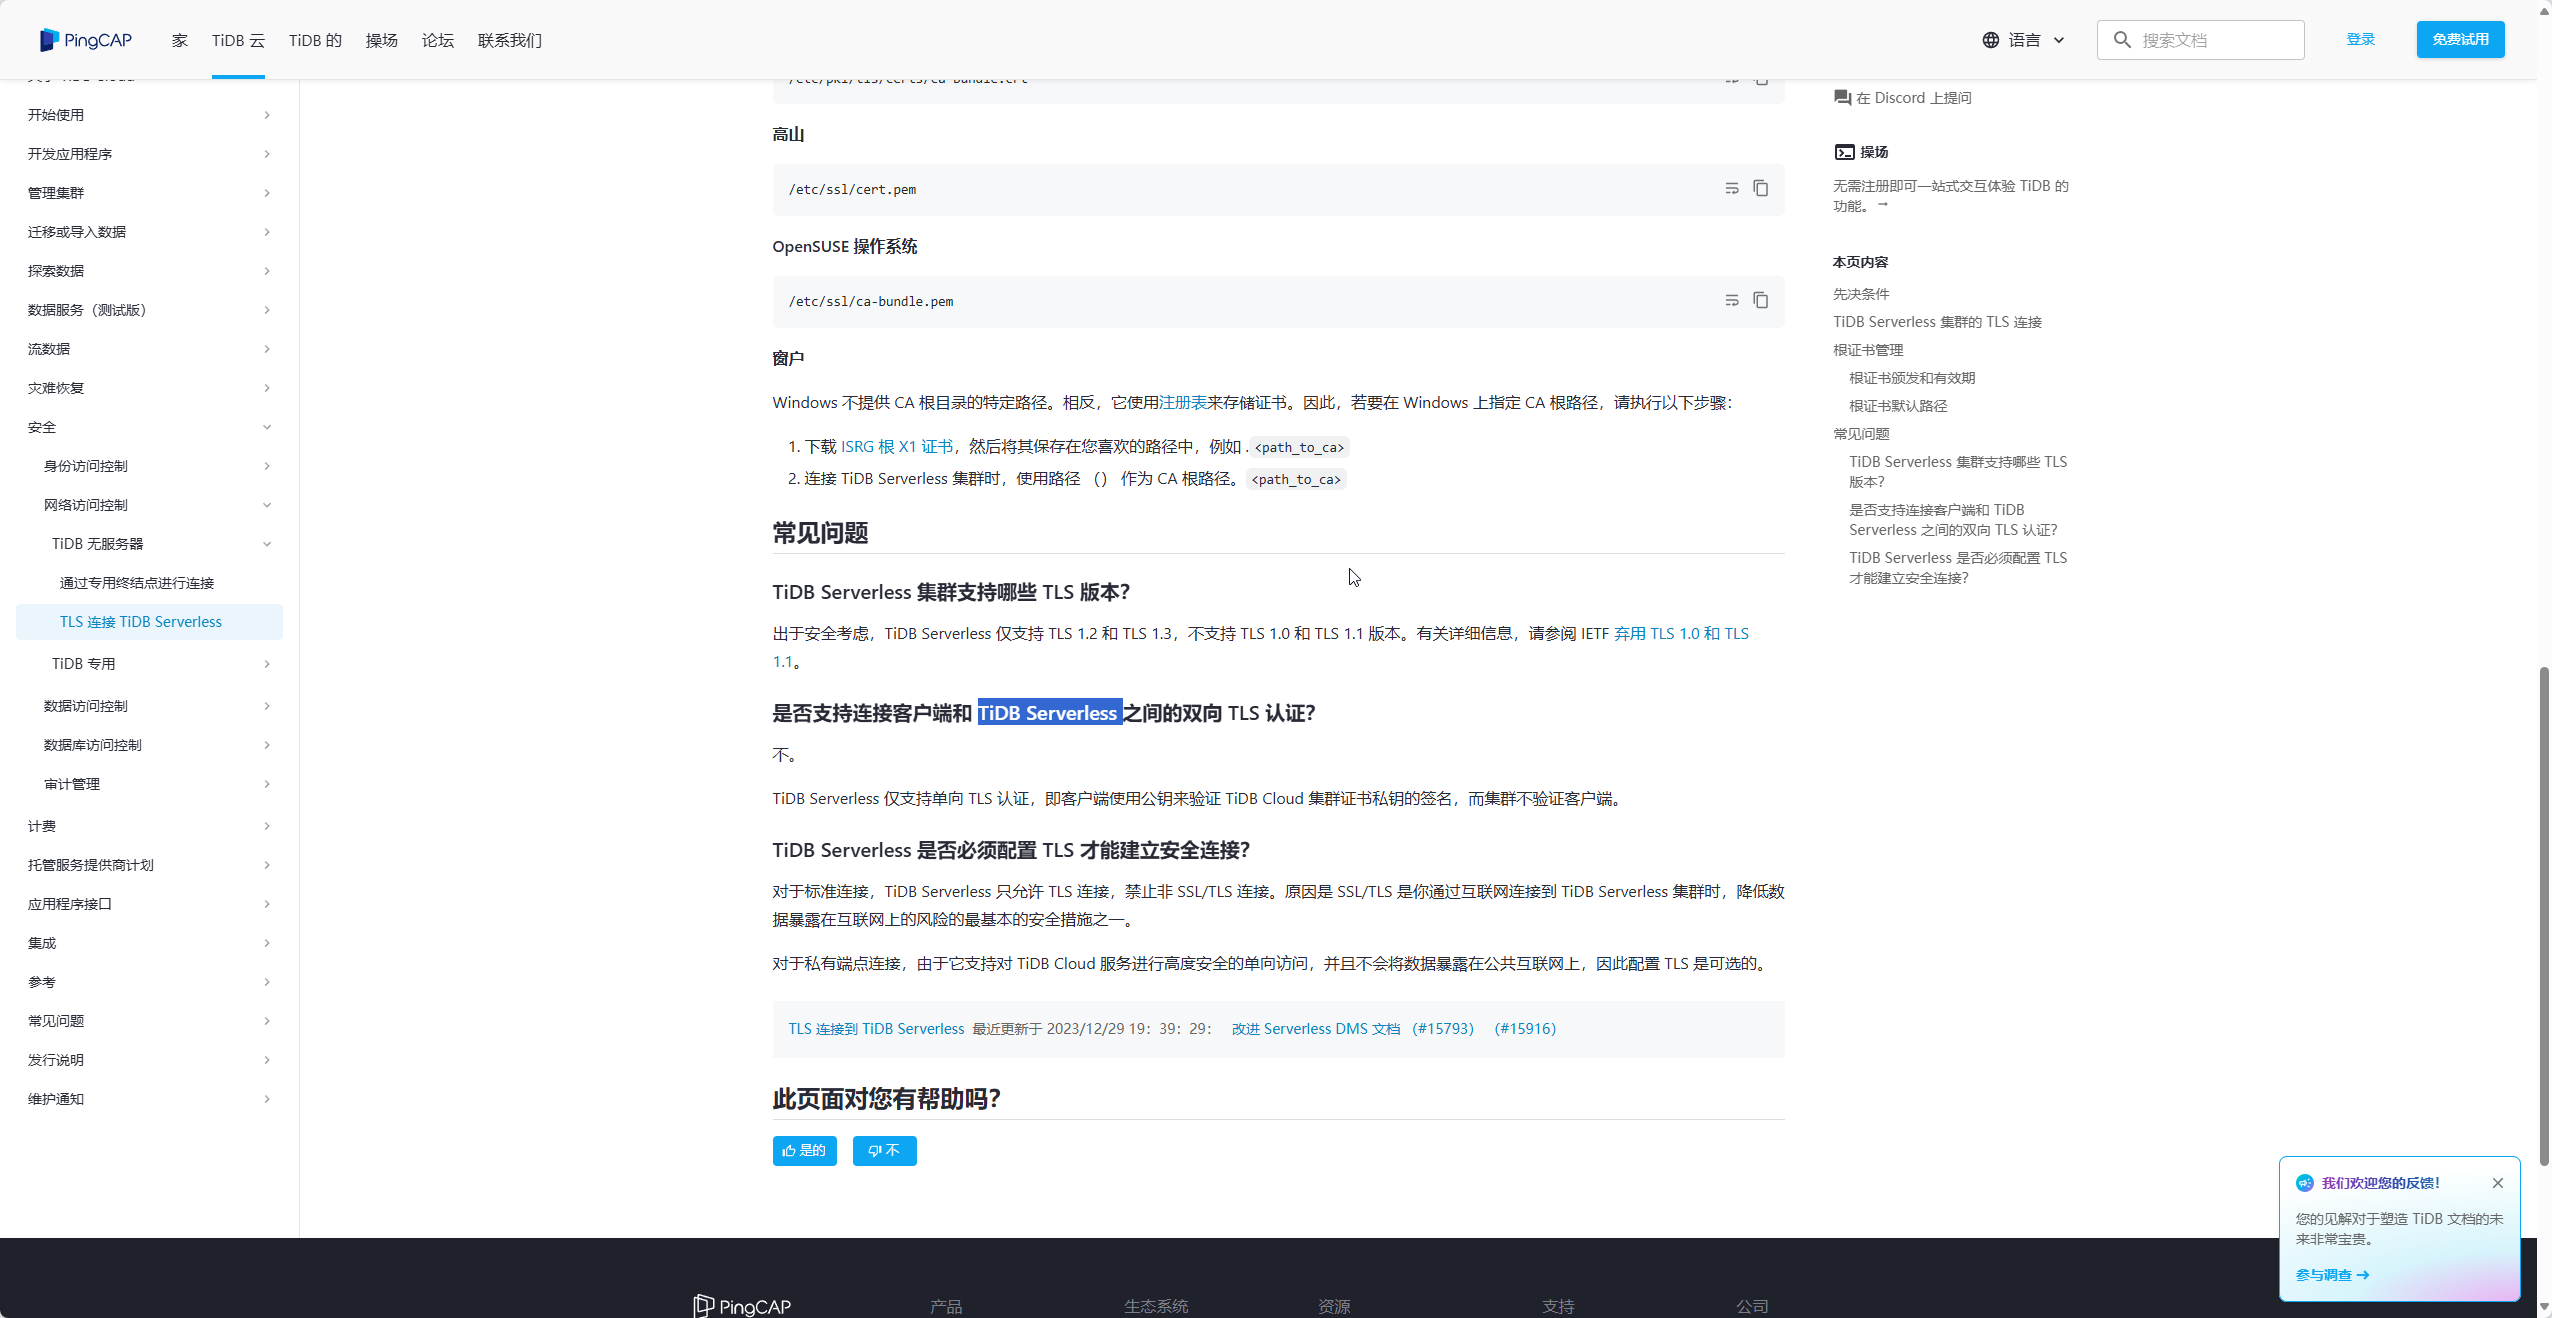 PingCAP
家
TiDB 云
TiDB 的
操场
论坛
联系我们
语言
搜索文档
登录
免费试用
开始使用
开发应用程序
管理集群
迁移或导入数据
探索数据
数据服务（测试版）
流数据
灾难恢复
安全
身份访问控制
网络访问控制
TiDB 无服务器
通过专用终结点进行连接
TLS 连接 TiDB Serverless
TiDB 专用
数据访问控制
数据库访问控制
审计管理
计费
托管服务提供商计划
应用程序接口
集成
参考
常见问题
发行说明
维护通知
/etc/pki/tls/certs/ca-bundle.crt
高山
/etc/ssl/cert.pem
OpenSUSE 操作系统
/etc/ssl/ca-bundle.pem
窗户
Windows 不提供 CA 根目录的特定路径。相反，它使用注册表来存储证书。因此，若要在 Windows 上指定 CA 根路径，请执行以下步骤：
1. 下载 ISRG 根 X1 证书，然后将其保存在您喜欢的路径中，例如 . <path_to_ca>
2. 连接 TiDB Serverless 集群时，使用路径 （） 作为 CA 根路径。 <path_to_ca>
常见问题
TiDB Serverless 集群支持哪些 TLS 版本？
出于安全考虑，TiDB Serverless 仅支持 TLS 1.2 和 TLS 1.3，不支持 TLS 1.0 和 TLS 1.1 版本。有关详细信息，请参阅 IETF 弃用 TLS 1.0 和 TLS
1.1。
是否支持连接客户端和 TiDB Serverless 之间的双向 TLS 认证？
不。
TiDB Serverless 仅支持单向 TLS 认证，即客户端使用公钥来验证 TiDB Cloud 集群证书私钥的签名，而集群不验证客户端。
TiDB Serverless 是否必须配置 TLS 才能建立安全连接？
对于标准连接，TiDB Serverless 只允许 TLS 连接，禁止非 SSL/TLS 连接。原因是 SSL/TLS 是你通过互联网连接到 TiDB Serverless 集群时，降低数
据暴露在互联网上的风险的最基本的安全措施之一。
对于私有端点连接，由于它支持对 TiDB Cloud 服务进行高度安全的单向访问，并且不会将数据暴露在公共互联网上，因此配置 TLS 是可选的。
TLS 连接到 TiDB Serverless 最近更新于 2023/12/29 19：39：29： 改进 Serverless DMS 文档 （#15793） （#15916）
此页面对您有帮助吗？
是的
不
在 Discord 上提问
操场
无需注册即可一站式交互体验 TiDB 的
功能。→
本页内容
先决条件
TiDB Serverless 集群的 TLS 连接
根证书管理
根证书颁发和有效期
根证书默认路径
常见问题
TiDB Serverless 集群支持哪些 TLS
版本？
是否支持连接客户端和 TiDB
Serverless 之间的双向 TLS 认证？
TiDB Serverless 是否必须配置 TLS
才能建立安全连接？
我们欢迎您的反馈！
您的见解对于塑造 TiDB 文档的未
来非常宝贵。
参与调查 →
PingCAP
产品
生态系统
资源
支持
公司